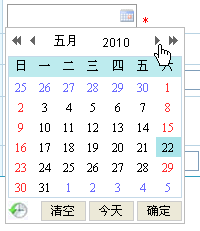 *
五月 2010
日 一 二 三 四 五 六
25 26 27 28 29 30 1
2 3 4 5 6 7 8
9 10 11 12 13 14 15
16 17 18 19 20 21 22
23 24 25 26 27 28 29
30 31 1 2 3 4 5
清空 今天 确定